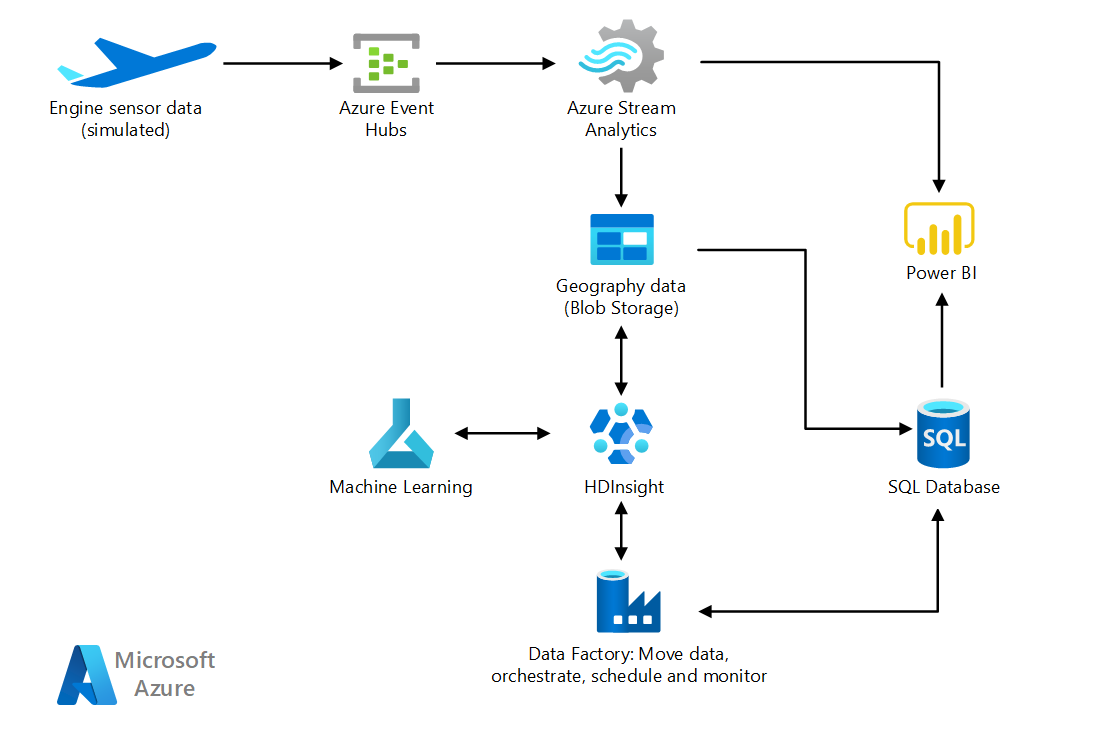 Engine sensor data
(simulated)
Azure Event
Hubs
Azure Stream
Analytics
Power BI
Geography data
(Blob Storage)
SQL
Machine Learning
HDInsight
SQL Database
Data Factory: Move data,
orchestrate, schedule and monitor
Microsoft
Azure